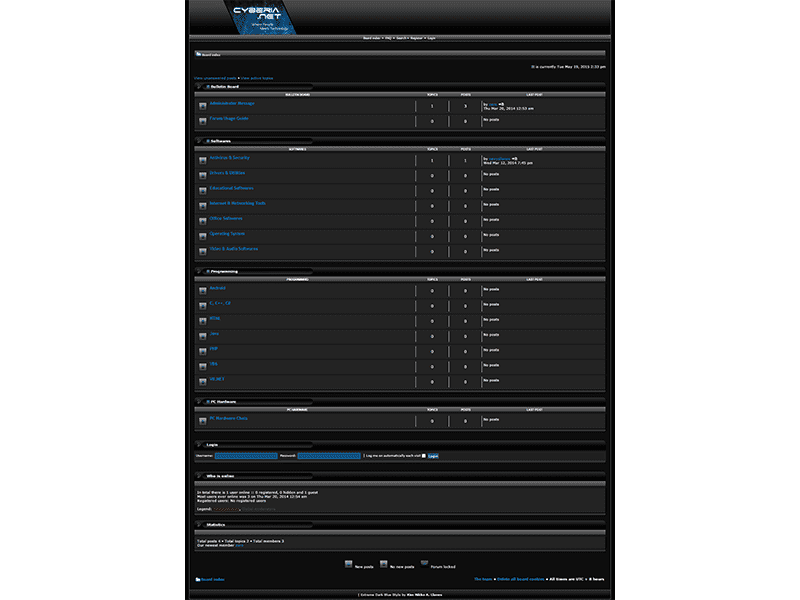 CYBERIA
.NET
Where People
Meets Technology
Board index • FAQ • Search • Register • Login
Board index
It is currently Tue May 19, 2015 2:33 pm
View unanswered posts • View active topics
Bulletin Board
BULLETIN BOARD TOPICS POSTS LAST POST
Administrator Message 1 3 by
Thu Mar 20, 2014 12:53 am
Forum Usage Guide 0 0 No posts
Softwares
SOFTWARES TOPICS POSTS LAST POST
Antivirus & Security 1 1 by
Wed Mar 12, 2014 7:45 pm
Drivers & Utilities 0 0 No posts
Educational Softwares 0 0 No posts
Internet & Networking Tools 0 0 No posts
Office Softwares 0 0 No posts
Operating System 0 0 No posts
Video & Audio Softwares 0 0 No posts
Programming
PROGRAMMING TOPICS POSTS LAST POST
Android 0 0 No posts
C, C++, C# 0 0 No posts
HTML 0 0 No posts
Java 0 0 No posts
PHP 0 0 No posts
VB6 0 0 No posts
VB.NET 0 0 No posts
PC Hardware
PC HARDWARE TOPICS POSTS LAST POST
PC Hardware Clinic 0 0 No posts
Login
Username: Password: | Log me on automatically each visit Login
Who is online
In total there is 1 user online :: 0 registered, 0 hidden and 1 guest
Most users ever online was 3 on Thu Mar 20, 2014 12:54 am
Registered users: No registered users
Legend:
Statistics
Total posts 4 • Total topics 2 • Total members 3
Our newest member
New posts No new posts Forum locked
Board index The team • Delete all board cookies • All times are UTC + 8 hours
| Extreme Dark Blue Style by